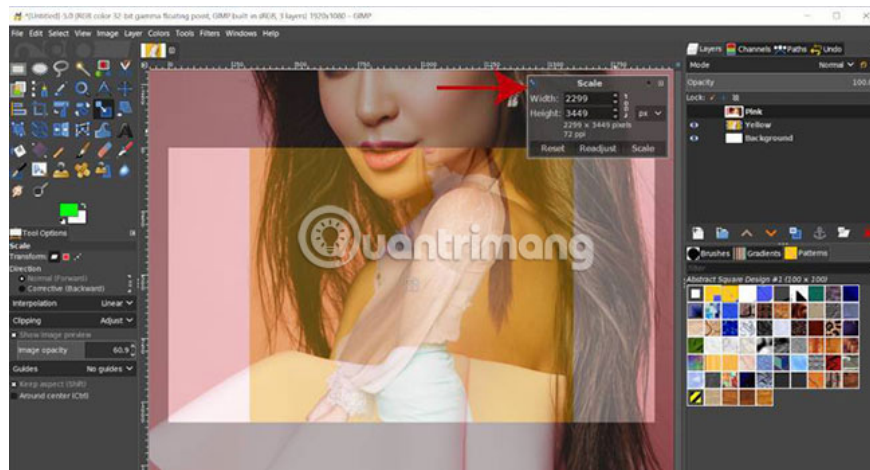 *[Untitled]-5.0 (RGB color 32-bit gamma floating point, GIMP built-in sRGB, 3 layers) 1920x1080 – GIMP
File Edit Select View Image Layer Colors Tools Filters Windows Help
Layers Channels Paths Undo
Mode Normal
Opacity 100.
Lock:
Pink
Yellow
Background
Scale
Width: 2299
Height: 3449 px
2299 × 3449 pixels
72 ppi
Reset Readjust Scale
uantrimang
Tool Options
Scale
Transform:
Direction
Normal (Forward)
Corrective (Backward)
Interpolation Linear
Clipping Adjust
Show image preview
Image opacity 60.9
Guides No guides
Keep aspect (Shift)
Around center (Ctrl)
Brushes Gradients Patterns
filter
Abstract Square Design #1 (100 × 100)